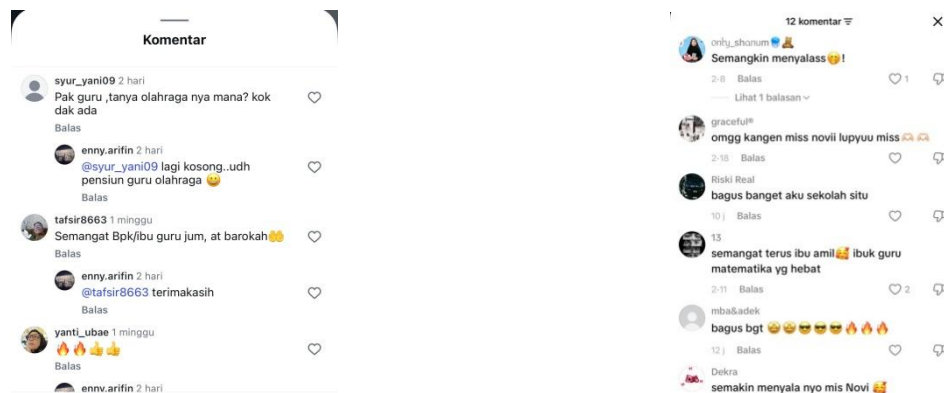 Komentar
syur_yani09 2 hari
Pak guru ,tanya olahraga nya mana? kok
dak ada
Balas
enny.arifin 2 hari
@syur_yani09 lagi kosong..udh
pensiun guru olahraga 😀
Balas
tafsir8663 1 minggu
Semangat Bpk/ibu guru jum, at barokah🤲
Balas
enny.arifin 2 hari
@tafsir8663 terimakasih
Balas
yanti_ubae 1 minggu
🔥🔥👍👍
Balas
enny.arifin 2 hari
12 komentar
only_shanum
Semangkin menyalass🤭!
2-8 Balas 1
Lihat 1 balasan
graceful®
omgg kangen miss novii lupyuu miss🫶🏻🫶🏻
2-18 Balas
Riski Real
bagus banget aku sekolah situ
10 j Balas
13
semangat terus ibu amil🥰 ibuk guru
matematika yg hebat
2-11 Balas 2
mba&adek
bagus bgt 🤩🤩😎😎😎🔥🔥🔥
12 j Balas
Dekra
semakin menyala nyo mis Novi 🥰